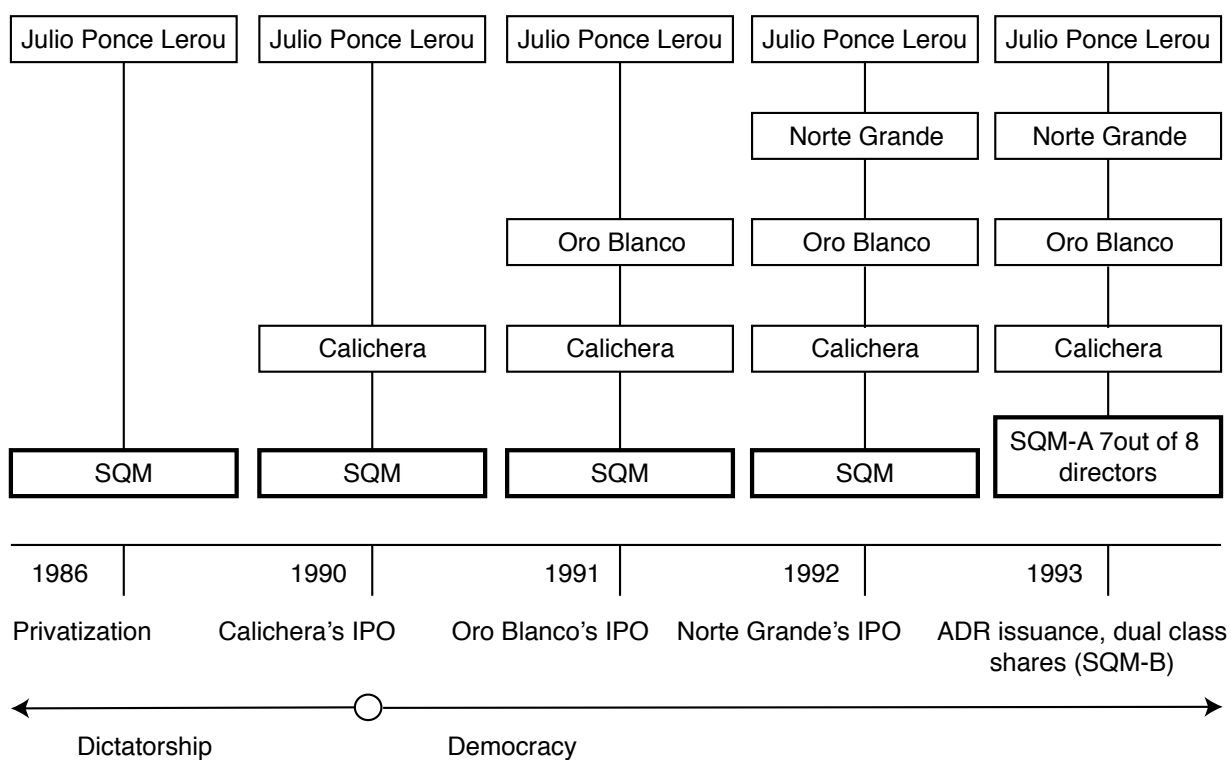 Julio Ponce Lerou
Julio Ponce Lerou
Julio Ponce Lerou
Julio Ponce Lerou
Julio Ponce Lerou
Norte Grande
Norte Grande
Oro Blanco
Oro Blanco
Oro Blanco
Calichera
Calichera
Calichera
Calichera
SQM
SQM
SQM
SQM
SQM-A 7out of 8
directors
1986
1990
1991
1992
1993
Privatization
Calichera’s IPO
Oro Blanco’s IPO
Norte Grande’s IPO
ADR issuance, dual class
shares (SQM-B)
Dictatorship
Democracy